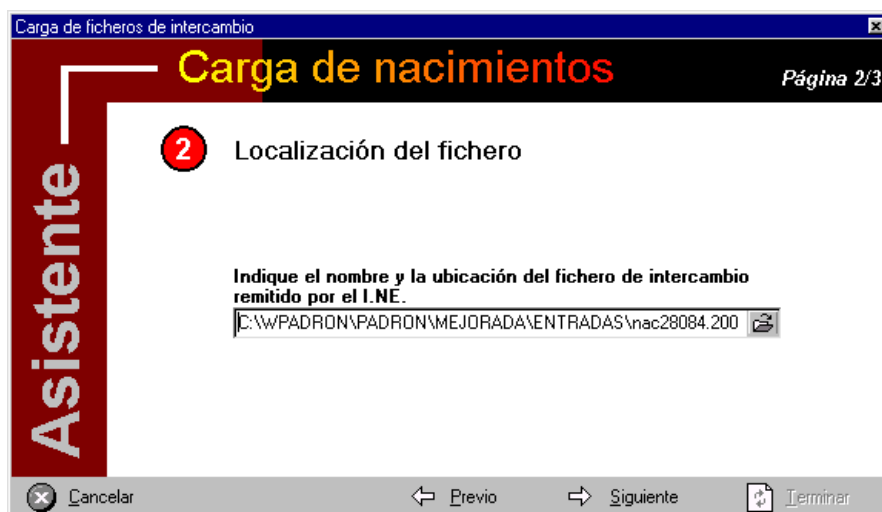 Carga de ficheros de intercambio
Carga de nacimientos
Página 2/3
Asistente
2
Localización del fichero
Indique el nombre y la ubicación del fichero de intercambio
remitido por el I.NE.
C:\WPADRON\PADRON\MEJORADA\ENTRADAS\nac28084.200
Cancelar
Previo
Siguiente
Terminar